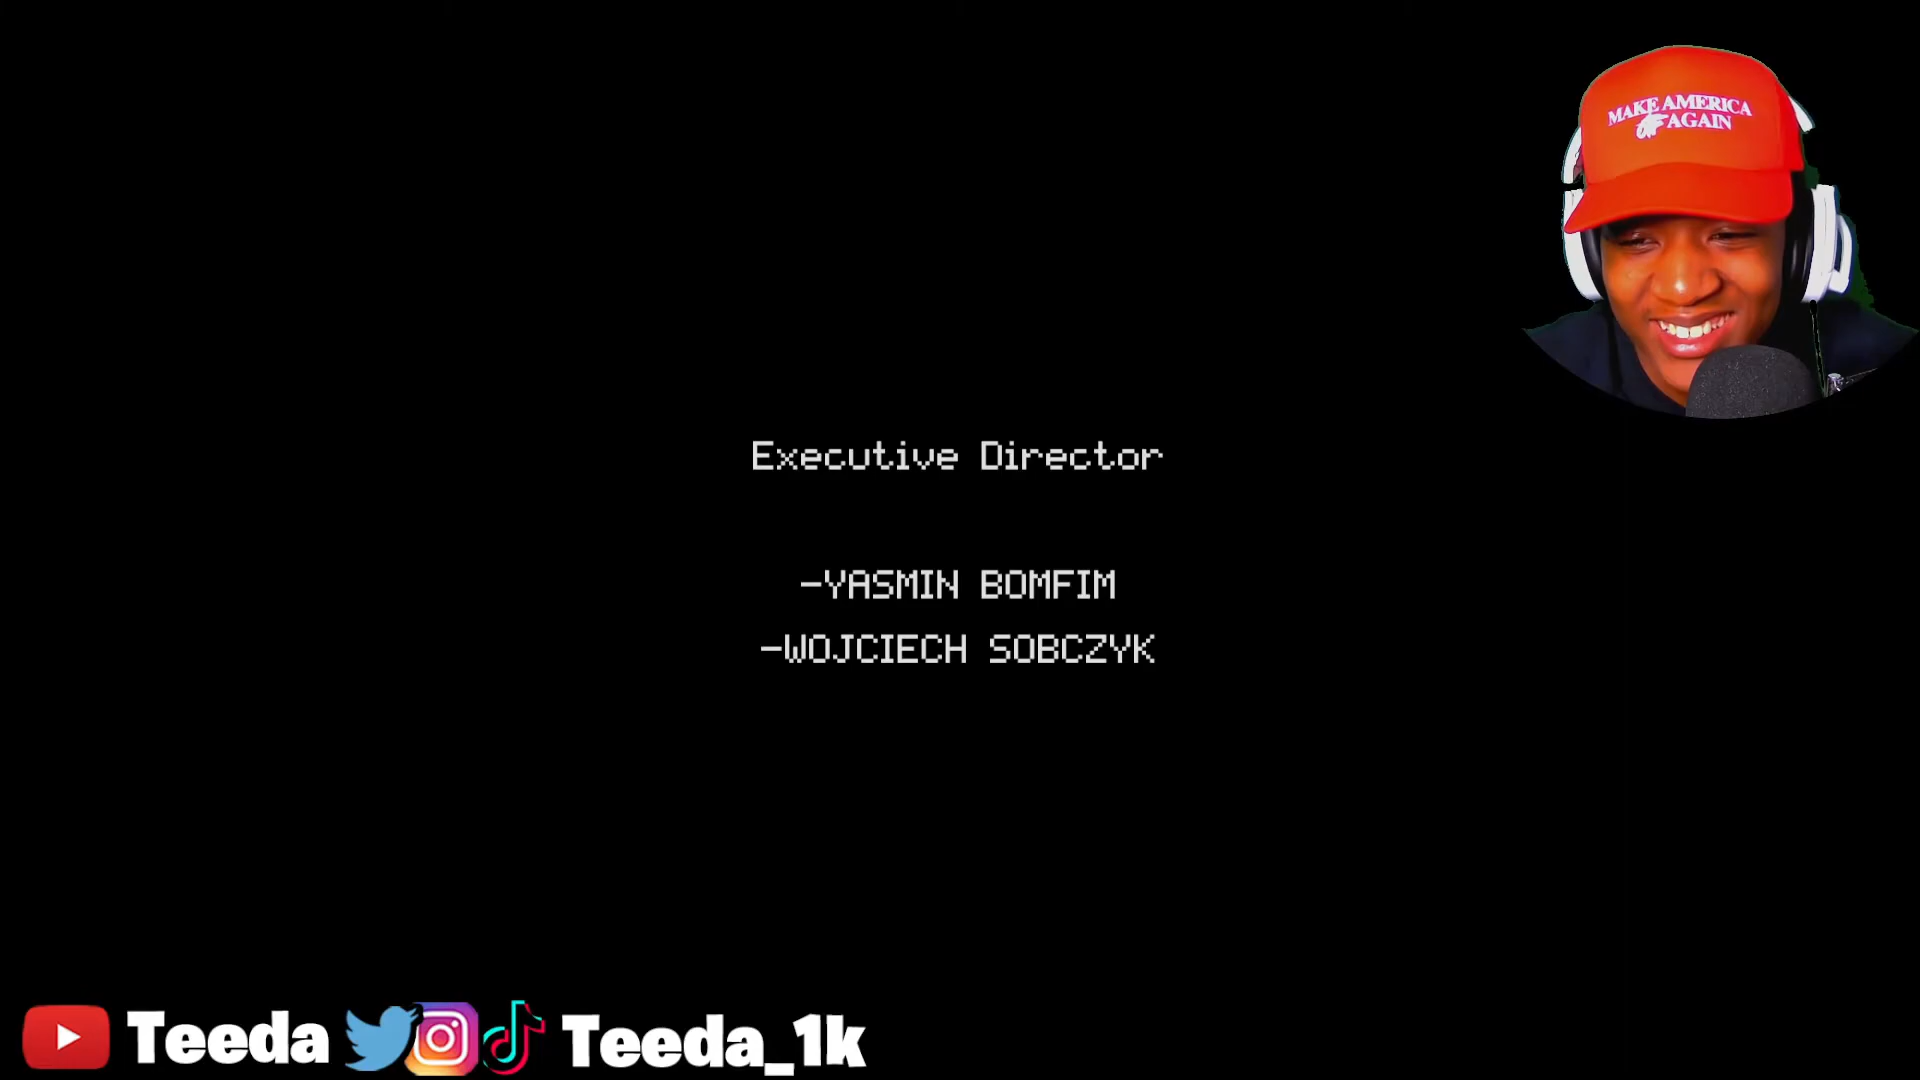 MAKE AMERICA
AGAIN
Executive Director
-YASMIN BOMFIM
-WOJCIECH SOBCZYK
Teeda
Teeda_1k